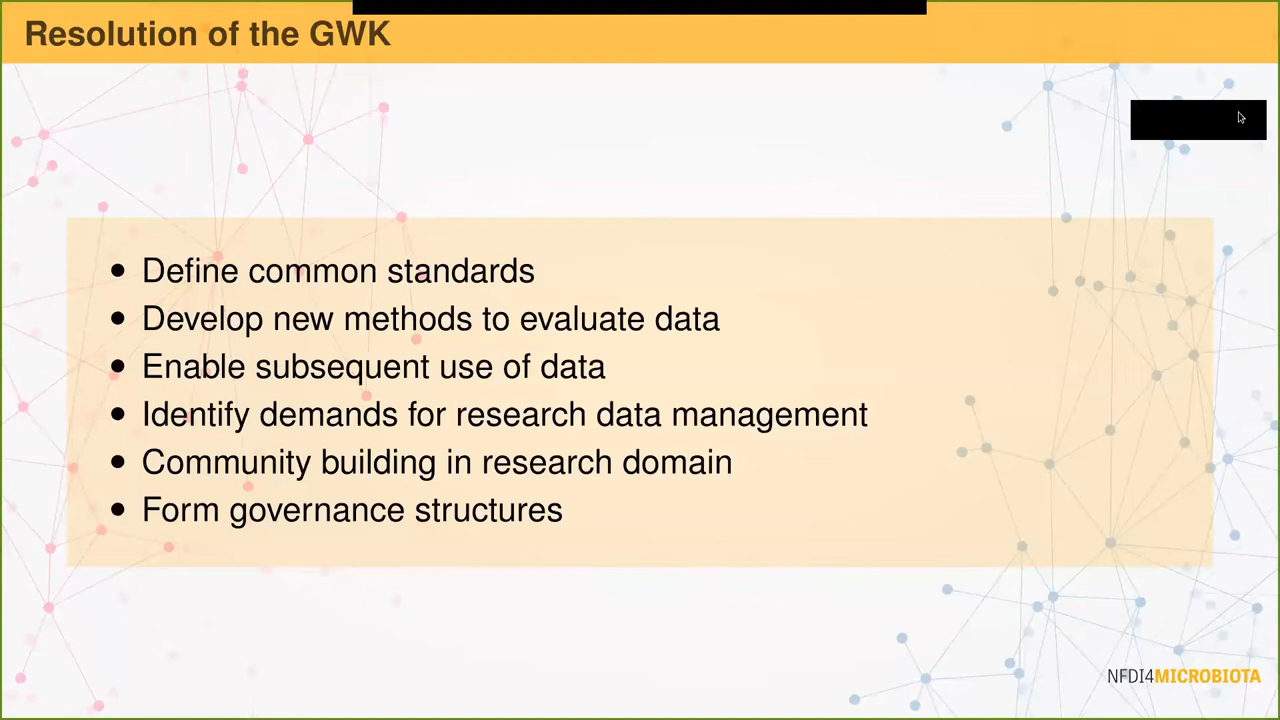 Resolution of the GWK
• Define common standards
• Develop new methods to evaluate data
• Enable subsequent use of data
• Identify demands for research data management
• Community building in research domain
• Form governance structures
NFDI4MICROBIOTA